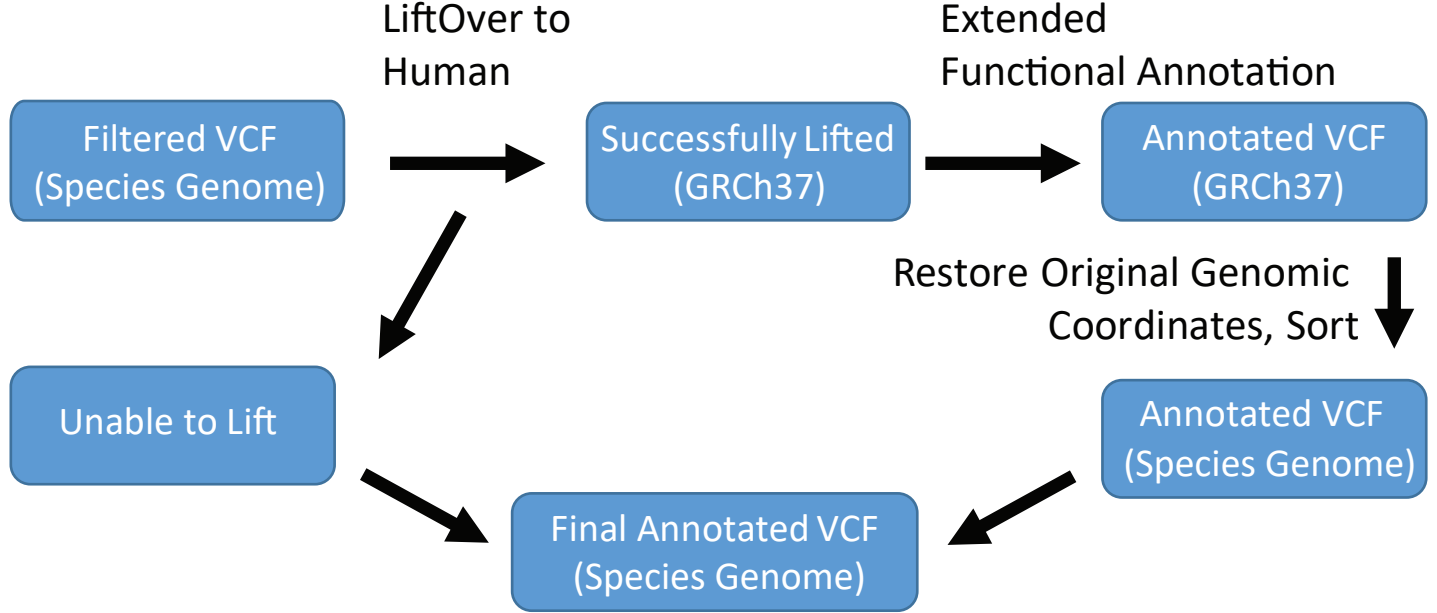 LiftOver to
Human
Extended
Functional Annotation
Filtered VCF
(Species Genome)
Successfully Lifted
(GRCh37)
Annotated VCF
(GRCh37)
Restore Original Genomic
Coordinates, Sort
Unable to Lift
Annotated VCF
(Species Genome)
Final Annotated VCF
(Species Genome)